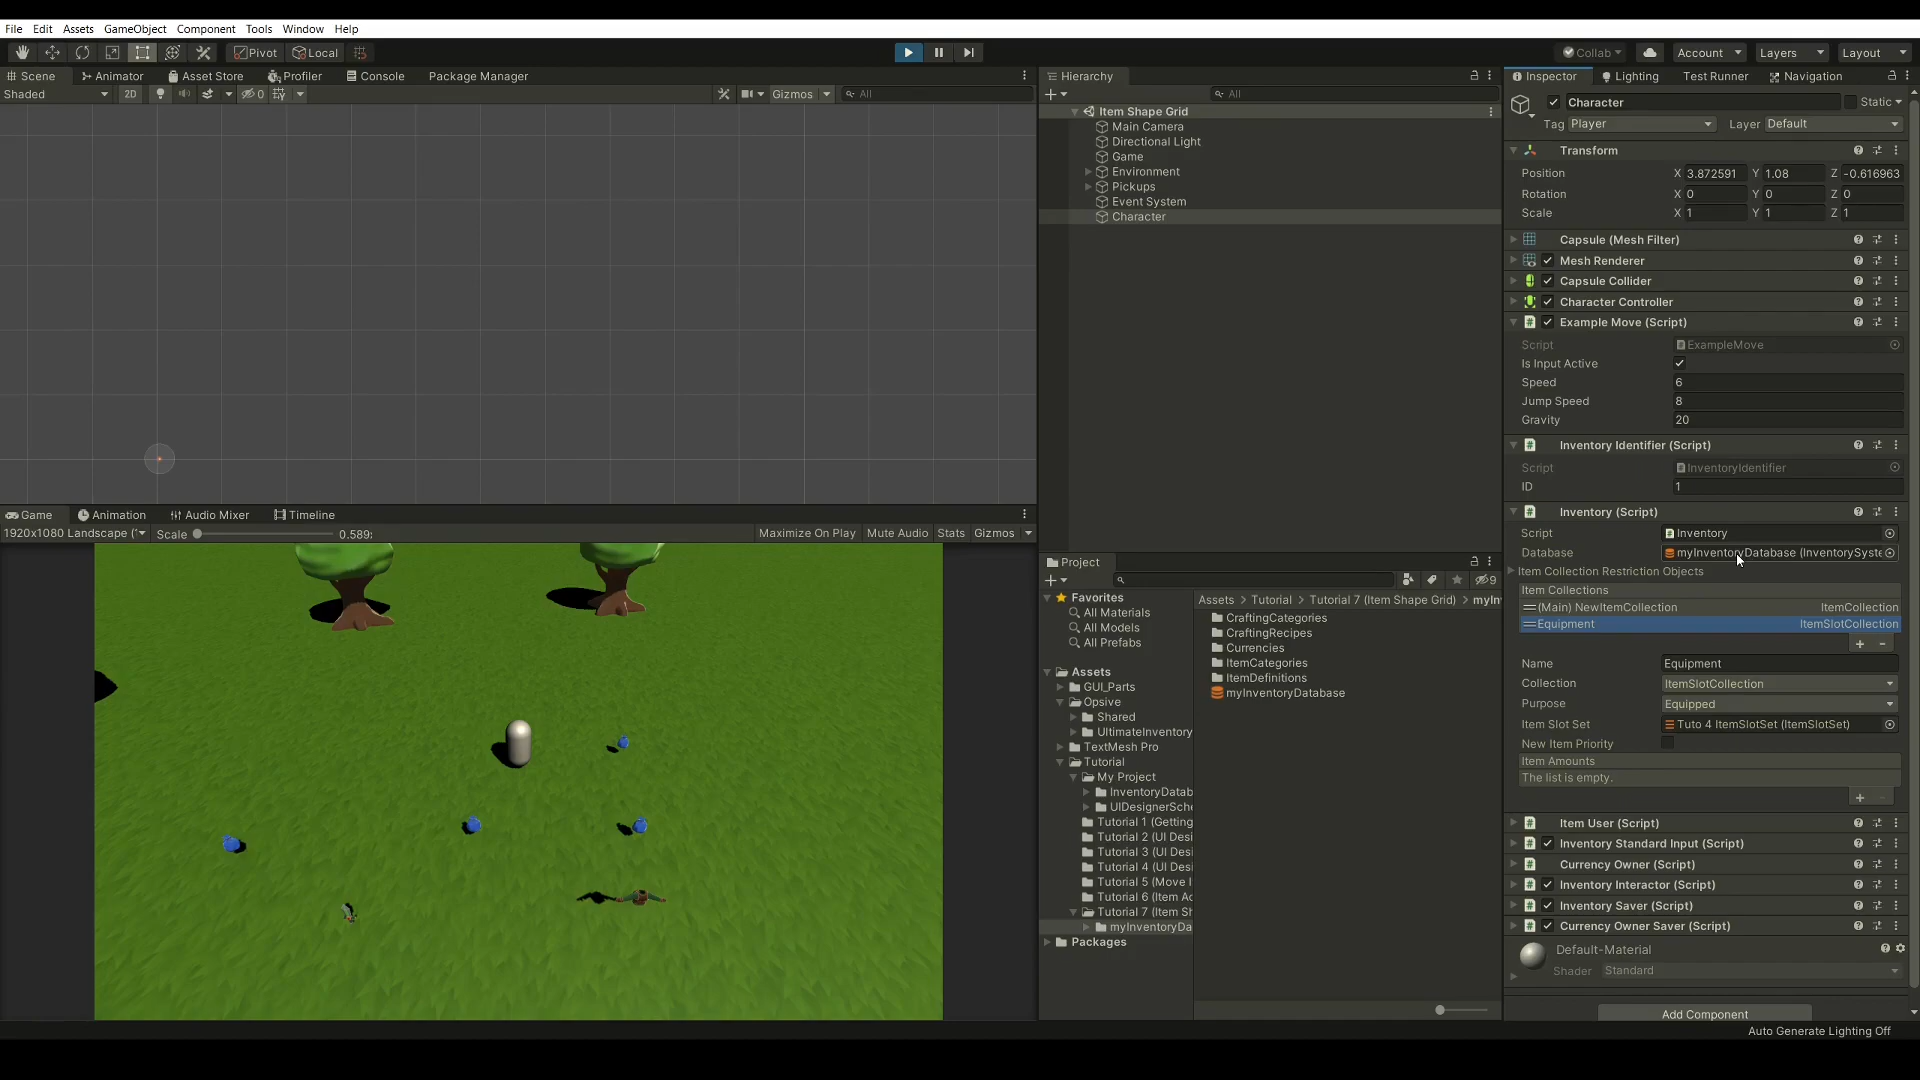 File Edit Assets GameObject Component Tools Window Help
Pivot Local Collab Account Layers Layout
Scene Animator Asset Store Profiler Console Package Manager
Shaded 2D 0 Gizmos All
Hierarchy
All
Item Shape Grid
Main Camera
Directional Light
Game
Environment
Pickups
Event System
Character
Game Animation Audio Mixer Timeline
1920x1080 Landscape ( Scale 0.589: Maximize On Play Mute Audio Stats Gizmos
Project
9
Favorites
All Materials
All Models
All Prefabs
Assets
GUI_Parts
Opsive
Shared
UltimateInventory
TextMesh Pro
Tutorial
My Project
InventoryDatab
UIDesignerSche
Tutorial 1 (Getting
Tutorial 2 (UI Desi
Tutorial 3 (UI Desi
Tutorial 4 (UI Desi
Tutorial 5 (Move I
Tutorial 6 (Item Ac
Tutorial 7 (Item Sh
myInventoryDa
Packages
Assets > Tutorial > Tutorial 7 (Item Shape Grid) > myIn
CraftingCategories
CraftingRecipes
Currencies
ItemCategories
ItemDefinitions
myInventoryDatabase
Inspector Lighting Test Runner Navigation
Character Static
Tag Player Layer Default
Transform
Position X 3.872591 Y 1.08 Z -0.616963
Rotation X 0 Y 0 Z 0
Scale X 1 Y 1 Z 1
Capsule (Mesh Filter)
Mesh Renderer
Capsule Collider
Character Controller
Example Move (Script)
Script ExampleMove
Is Input Active
Speed 6
Jump Speed 8
Gravity 20
Inventory Identifier (Script)
Script InventoryIdentifier
ID 1
Inventory (Script)
Script Inventory
Database myInventoryDatabase (InventorySyste
Item Collection Restriction Objects
Item Collections
(Main) NewItemCollection ItemCollection
Equipment ItemSlotCollection
+ -
Name Equipment
Collection ItemSlotCollection
Purpose Equipped
Item Slot Set Tuto 4 ItemSlotSet (ItemSlotSet)
New Item Priority
Item Amounts
The list is empty.
+ -
Item User (Script)
Inventory Standard Input (Script)
Currency Owner (Script)
Inventory Interactor (Script)
Inventory Saver (Script)
Currency Owner Saver (Script)
Default-Material
Shader Standard
Add Component
Auto Generate Lighting Off